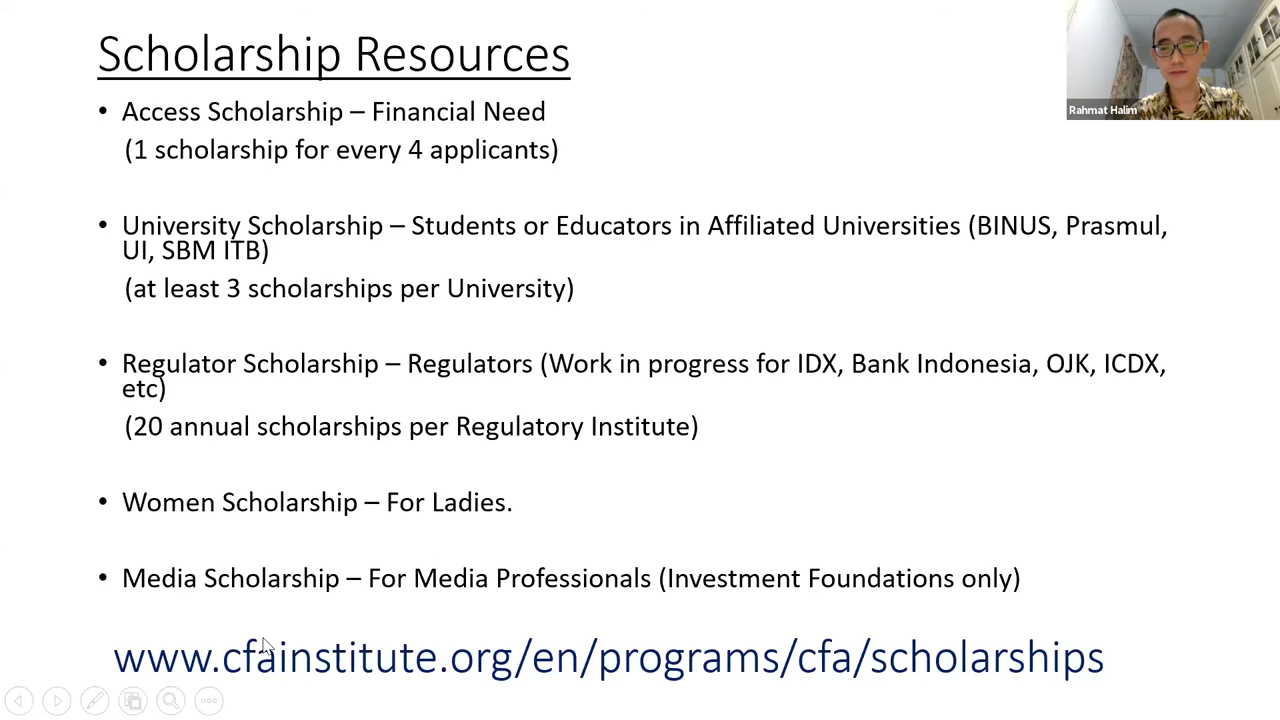 Scholarship Resources
Rahmat Halim
• Access Scholarship – Financial Need
(1 scholarship for every 4 applicants)
• University Scholarship – Students or Educators in Affiliated Universities (BINUS, Prasmul,
UI, SBM ITB)
(at least 3 scholarships per University)
• Regulator Scholarship – Regulators (Work in progress for IDX, Bank Indonesia, OJK, ICDX,
etc)
(20 annual scholarships per Regulatory Institute)
• Women Scholarship – For Ladies.
• Media Scholarship – For Media Professionals (Investment Foundations only)
www.cfainstitute.org/en/programs/cfa/scholarships